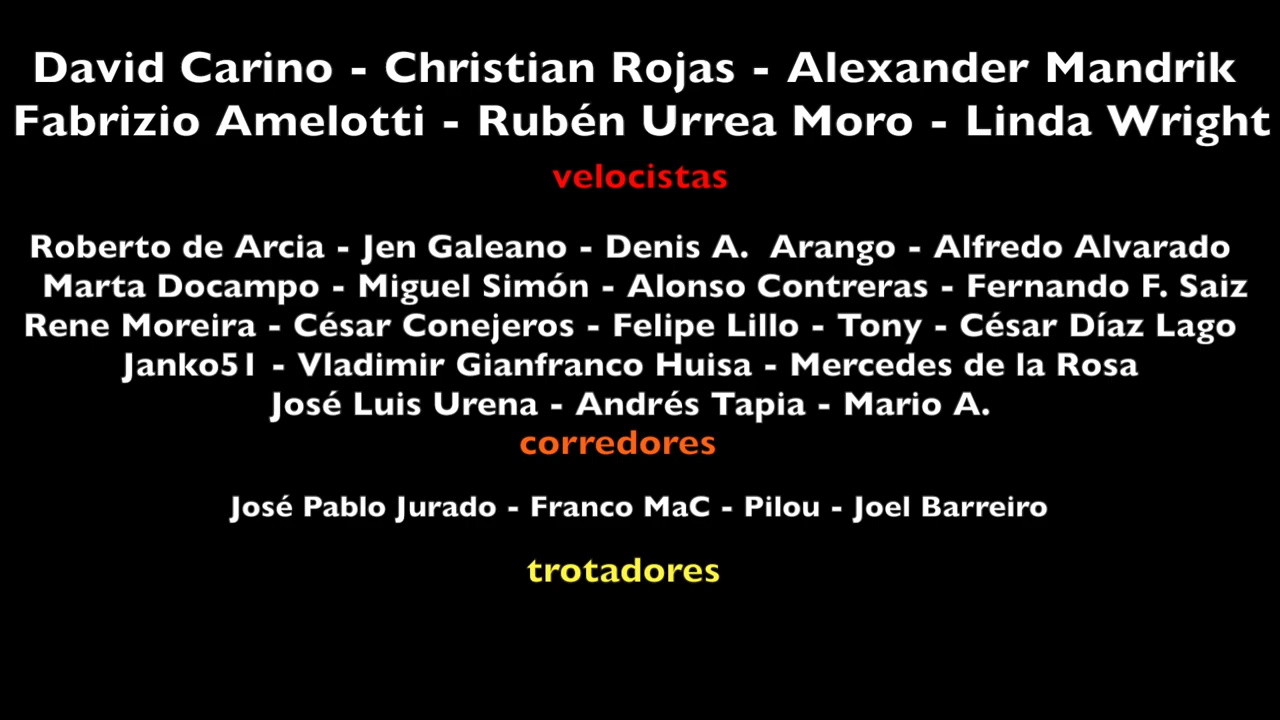 David Carino - Christian Rojas - Alexander Mandrik
Fabrizio Amelotti - Rubén Urrea Moro - Linda Wright
velocistas
Roberto de Arcia - Jen Galeano - Denis A. Arango - Alfredo Alvarado
Marta Docampo - Miguel Simón - Alonso Contreras - Fernando F. Saiz
Rene Moreira - César Conejeros - Felipe Lillo - Tony - César Díaz Lago
Janko51 - Vladimir Gianfranco Huisa - Mercedes de la Rosa
José Luis Urena - Andrés Tapia - Mario A.
corredores
José Pablo Jurado - Franco MaC - Pilou - Joel Barreiro
trotadores